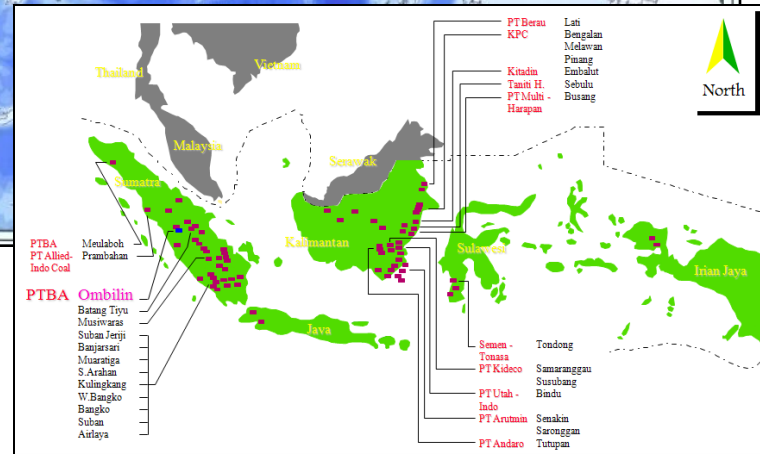 PT Berau Lati
KPC Bengalan
Melawan
Pinang
Kitadin Embalut
Taniti H. Sebulu
PT Multi - Busang
Harapan
North
Thailand
Vietnam
Malaysia
Serawak
Sumatra
Kalimantan
Sulawesi
Irian Jaya
Java
PTBA Meulaboh
PT Allied- Prambahan
Indo Coal
PTBA Ombilin
Batang Tiyu
Musiwaras
Suban Jeriji
Banjarsari
Muaratiga
S.Arahan
Kulingkang
W.Bangko
Bangko
Suban
Airlaya
Semen - Tondong
Tonasa
PT Kideco Samaranggau
Susubang
PT Utah - Bindu
Indo
PT Arutmin Senakin
Saronggan
PT Andaro Tutupan